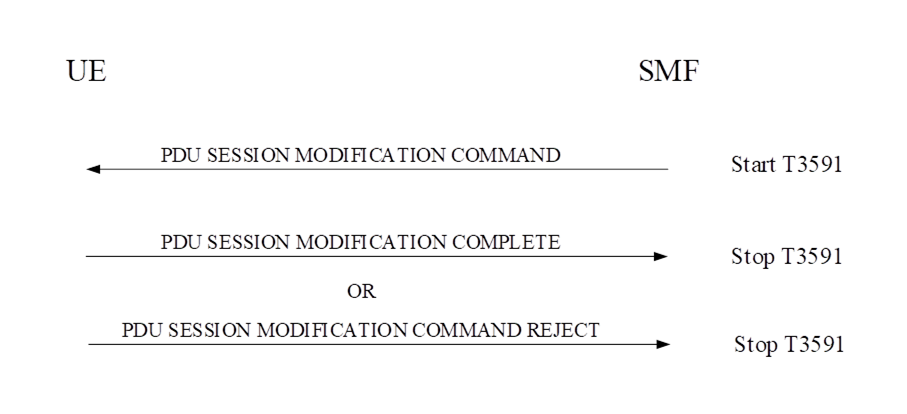 UE SMF
PDU SESSION MODIFICATION COMMAND Start T3591
PDU SESSION MODIFICATION COMPLETE Stop T3591
OR
PDU SESSION MODIFICATION COMMAND REJECT Stop T3591